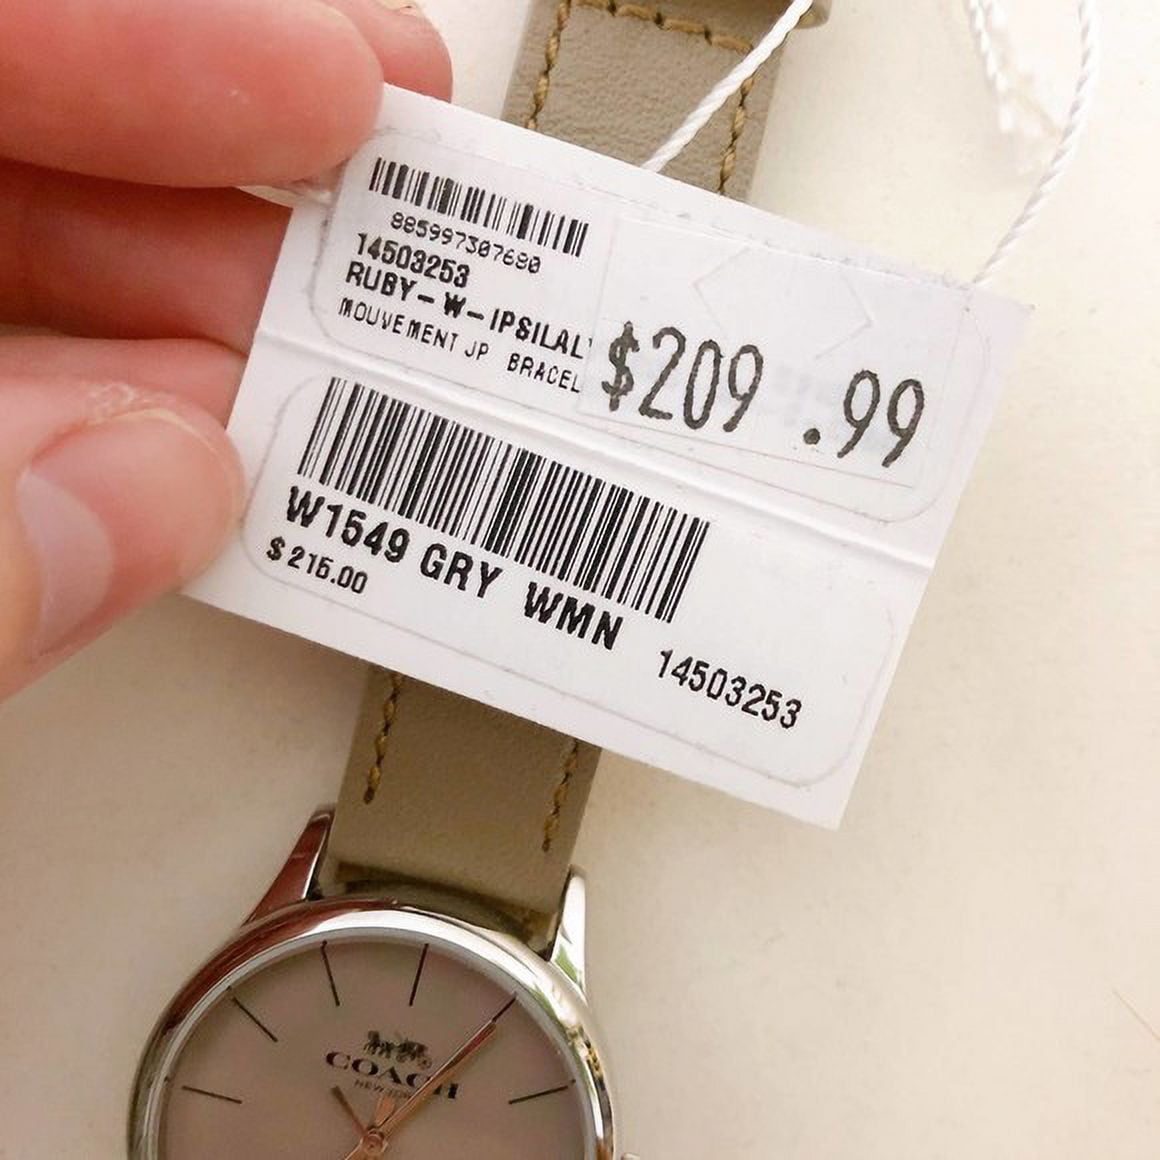 885997307680
14503253
RUBY-W-IPSILAL
MOUVEMENT JP BRACEL
$209.99
W1549 GRY WMN
$215.00
14503253
COACH
NEW YORK